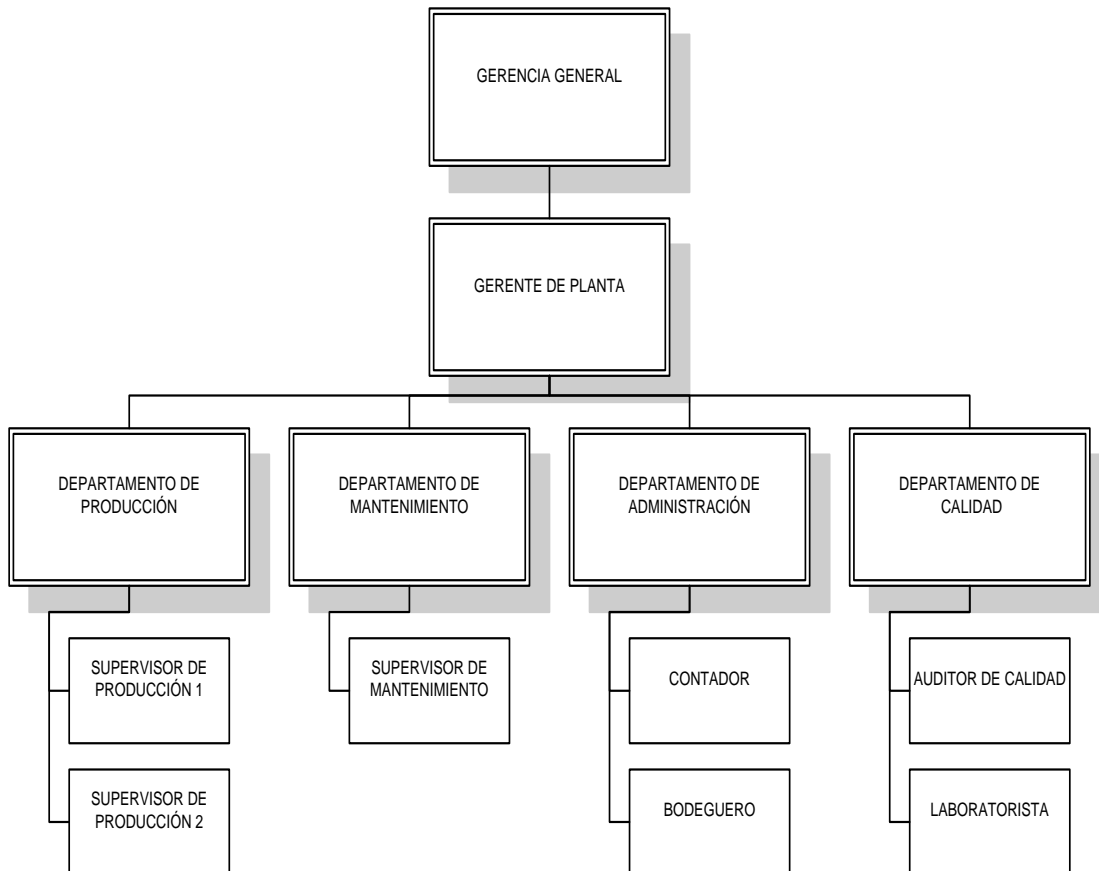 GERENCIA GENERAL
GERENTE DE PLANTA
DEPARTAMENTO DE
PRODUCCIÓN
DEPARTAMENTO DE
MANTENIMIENTO
DEPARTAMENTO DE
ADMINISTRACIÓN
DEPARTAMENTO DE
CALIDAD
SUPERVISOR DE
PRODUCCIÓN 1
SUPERVISOR DE
MANTENIMIENTO
CONTADOR
AUDITOR DE CALIDAD
SUPERVISOR DE
PRODUCCIÓN 2
BODEGUERO
LABORATORISTA